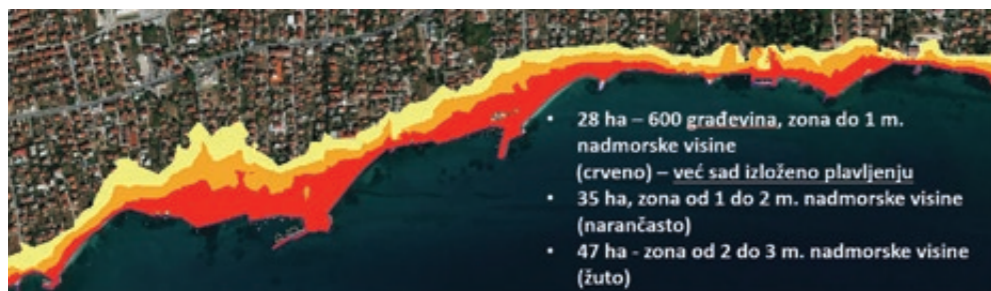 • 28 ha – 600 građevina, zona do 1 m.
nadmorske visine
(crveno) – već sad izloženo plavljenju
• 35 ha, zona od 1 do 2 m. nadmorske visine
(narančasto)
• 47 ha - zona od 2 do 3 m. nadmorske visine
(žuto)